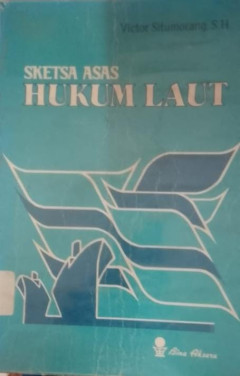 Victor Situmorang, S.H.
SKETSA ASAS
HUKUM LAUT
Bina Aksara